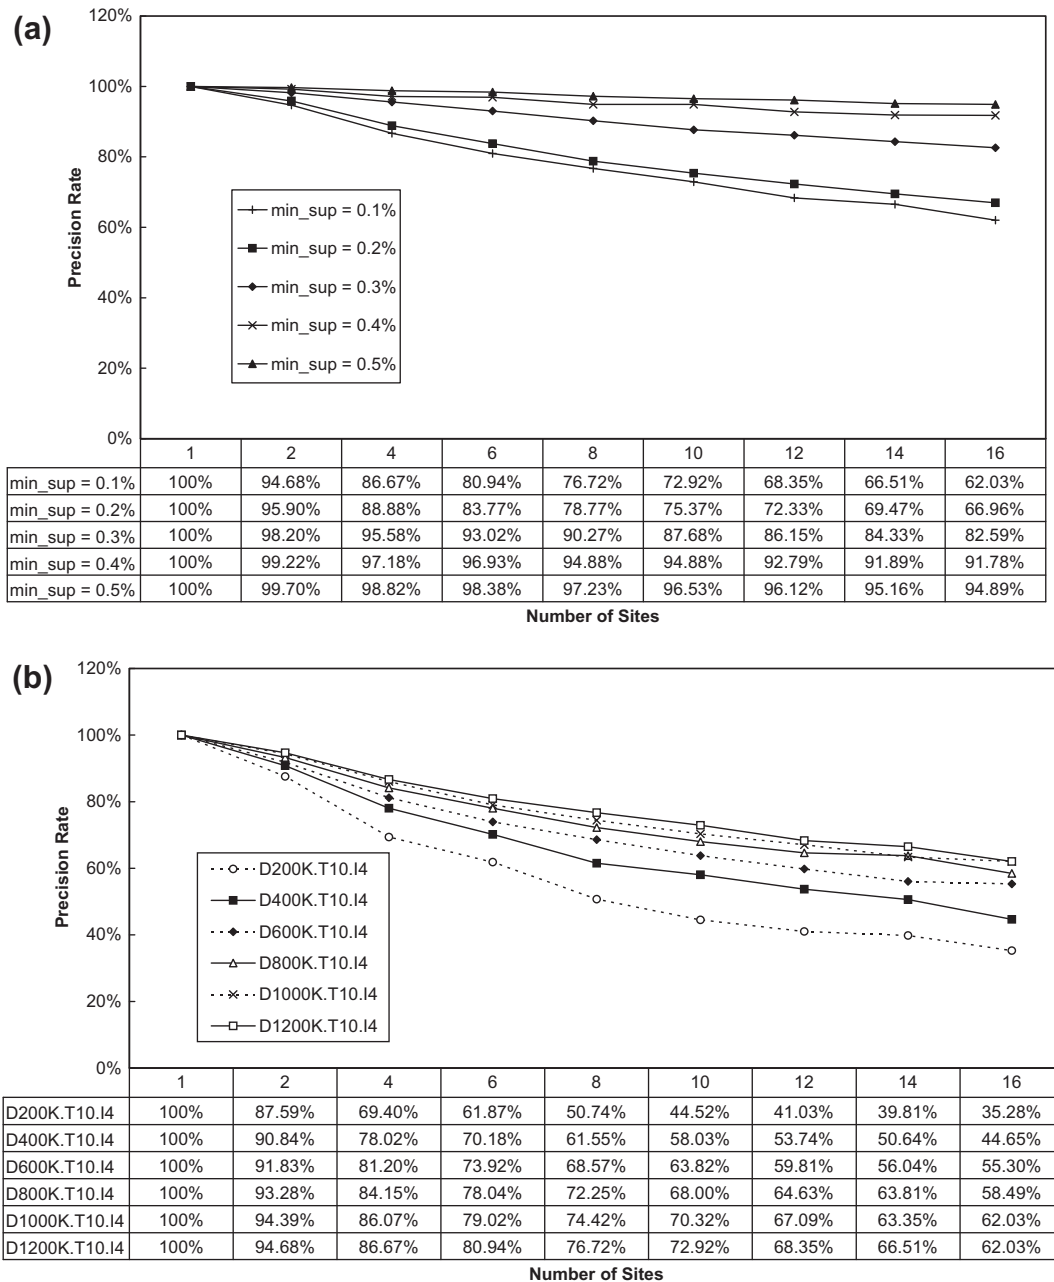 (a)
120%
100%
80%
60%
40%
20%
0%
Precision Rate
min_sup = 0.1%
min_sup = 0.2%
min_sup = 0.3%
min_sup = 0.4%
min_sup = 0.5%
1 2 4 6 8 10 12 14 16
min_sup = 0.1% 100% 94.68% 86.67% 80.94% 76.72% 72.92% 68.35% 66.51% 62.03%
min_sup = 0.2% 100% 95.90% 88.88% 83.77% 78.77% 75.37% 72.33% 69.47% 66.96%
min_sup = 0.3% 100% 98.20% 95.58% 93.02% 90.27% 87.68% 86.15% 84.33% 82.59%
min_sup = 0.4% 100% 99.22% 97.18% 96.93% 94.88% 94.88% 92.79% 91.89% 91.78%
min_sup = 0.5% 100% 99.70% 98.82% 98.38% 97.23% 96.53% 96.12% 95.16% 94.89%
Number of Sites
(b)
120%
100%
80%
60%
40%
20%
0%
Precision Rate
D200K.T10.I4
D400K.T10.I4
D600K.T10.I4
D800K.T10.I4
D1000K.T10.I4
D1200K.T10.I4
1 2 4 6 8 10 12 14 16
D200K.T10.I4 100% 87.59% 69.40% 61.87% 50.74% 44.52% 41.03% 39.81% 35.28%
D400K.T10.I4 100% 90.84% 78.02% 70.18% 61.55% 58.03% 53.74% 50.64% 44.65%
D600K.T10.I4 100% 91.83% 81.20% 73.92% 68.57% 63.82% 59.81% 56.04% 55.30%
D800K.T10.I4 100% 93.28% 84.15% 78.04% 72.25% 68.00% 64.63% 63.81% 58.49%
D1000K.T10.I4 100% 94.39% 86.07% 79.02% 74.42% 70.32% 67.09% 63.35% 62.03%
D1200K.T10.I4 100% 94.68% 86.67% 80.94% 76.72% 72.92% 68.35% 66.51% 62.03%
Number of Sites